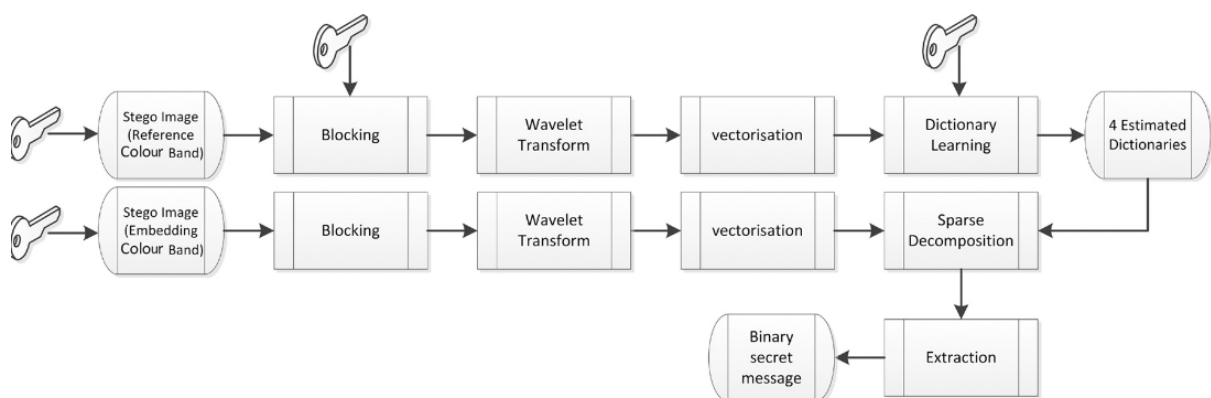 Stego Image
(Reference
Colour Band)
Blocking
Wavelet
Transform
vectorisation
Dictionary
Learning
4 Estimated
Dictionaries
Stego Image
(Embedding
Colour Band)
Blocking
Wavelet
Transform
vectorisation
Sparse
Decomposition
Binary
secret
message
Extraction